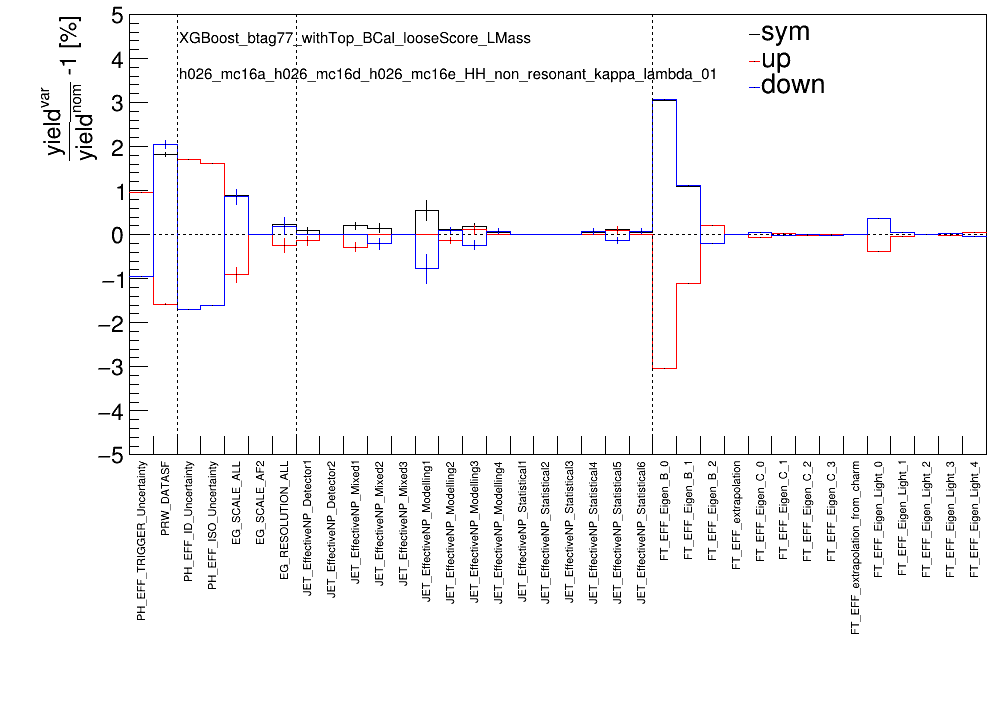 XGBoost_btag77_withTop_BCal_looseScore_LMass
h026_mc16a_h026_mc16d_h026_mc16e_HH_non_resonant_kappa_lambda_01
sym
up
down
yield^var / yield^nom -1 [%]
5
4
3
2
1
0
−1
−2
−3
−4
−5
PH_EFF_TRIGGER_Uncertainty
PRW_DATASF
PH_EFF_ID_Uncertainty
PH_EFF_ISO_Uncertainty
EG_SCALE_ALL
EG_SCALE_AF2
EG_RESOLUTION_ALL
JET_EffectiveNP_Detector1
JET_EffectiveNP_Detector2
JET_EffectiveNP_Mixed1
JET_EffectiveNP_Mixed2
JET_EffectiveNP_Mixed3
JET_EffectiveNP_Modelling1
JET_EffectiveNP_Modelling2
JET_EffectiveNP_Modelling3
JET_EffectiveNP_Modelling4
JET_EffectiveNP_Statistical1
JET_EffectiveNP_Statistical2
JET_EffectiveNP_Statistical3
JET_EffectiveNP_Statistical4
JET_EffectiveNP_Statistical5
JET_EffectiveNP_Statistical6
FT_EFF_Eigen_B_0
FT_EFF_Eigen_B_1
FT_EFF_Eigen_B_2
FT_EFF_extrapolation
FT_EFF_Eigen_C_0
FT_EFF_Eigen_C_1
FT_EFF_Eigen_C_2
FT_EFF_Eigen_C_3
FT_EFF_extrapolation_from_charm
FT_EFF_Eigen_Light_0
FT_EFF_Eigen_Light_1
FT_EFF_Eigen_Light_2
FT_EFF_Eigen_Light_3
FT_EFF_Eigen_Light_4